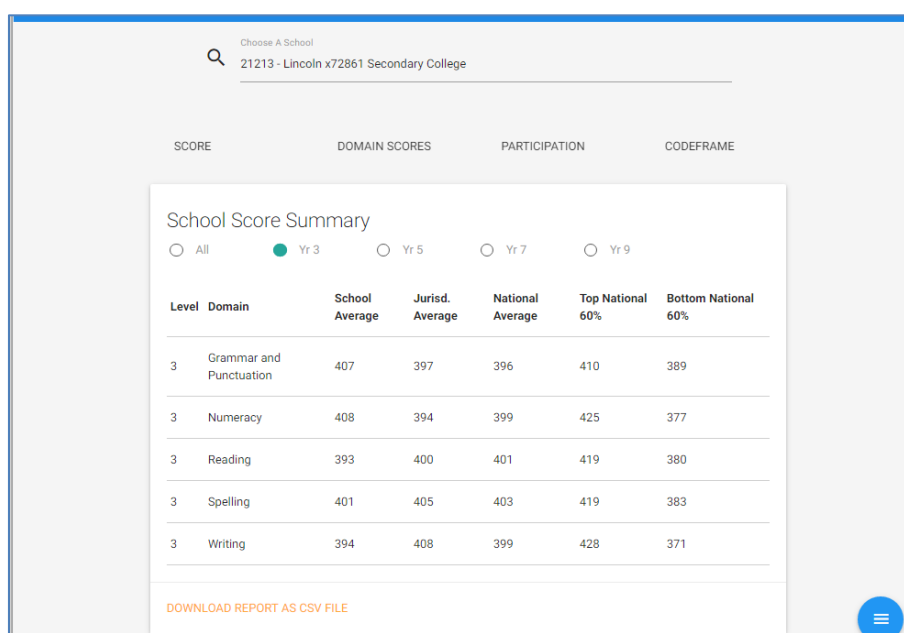 Choose A School
21213 - Lincoln x72861 Secondary College
SCORE DOMAIN SCORES PARTICIPATION CODEFRAME
School Score Summary
All Yr 3 Yr 5 Yr 7 Yr 9
Level Domain School Average Jurisd. Average National Average Top National 60% Bottom National 60%
3 Grammar and Punctuation 407 397 396 410 389
3 Numeracy 408 394 399 425 377
3 Reading 393 400 401 419 380
3 Spelling 401 405 403 419 383
3 Writing 394 408 399 428 371
DOWNLOAD REPORT AS CSV FILE